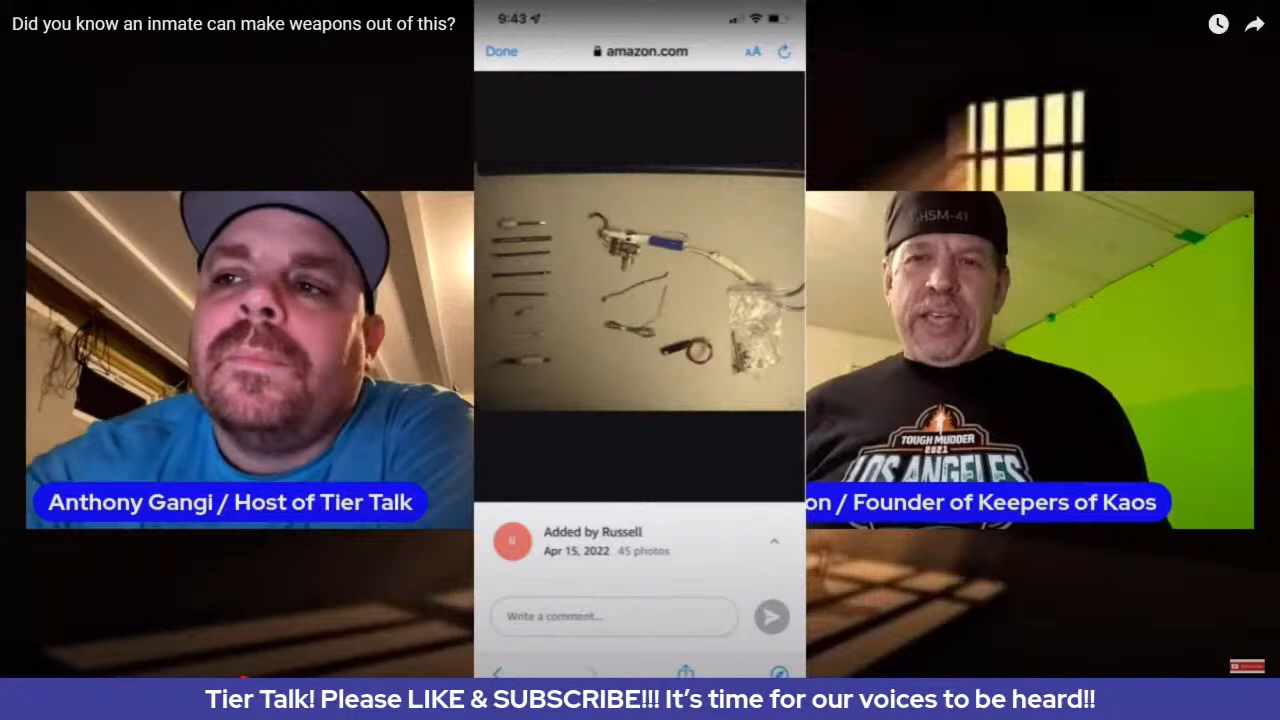 Did you know an inmate can make weapons out of this?
9:43
Done
amazon.com
AA
HSM-41
TOUGH MUDDER
2021
LOS ANGELES
Anthony Gangi / Host of Tier Talk
on / Founder of Keepers of Kaos
R
Added by Russell
Apr 15, 2022 45 photos
Write a comment...
Tier Talk! Please LIKE & SUBSCRIBE!!! It's time for our voices to be heard!!